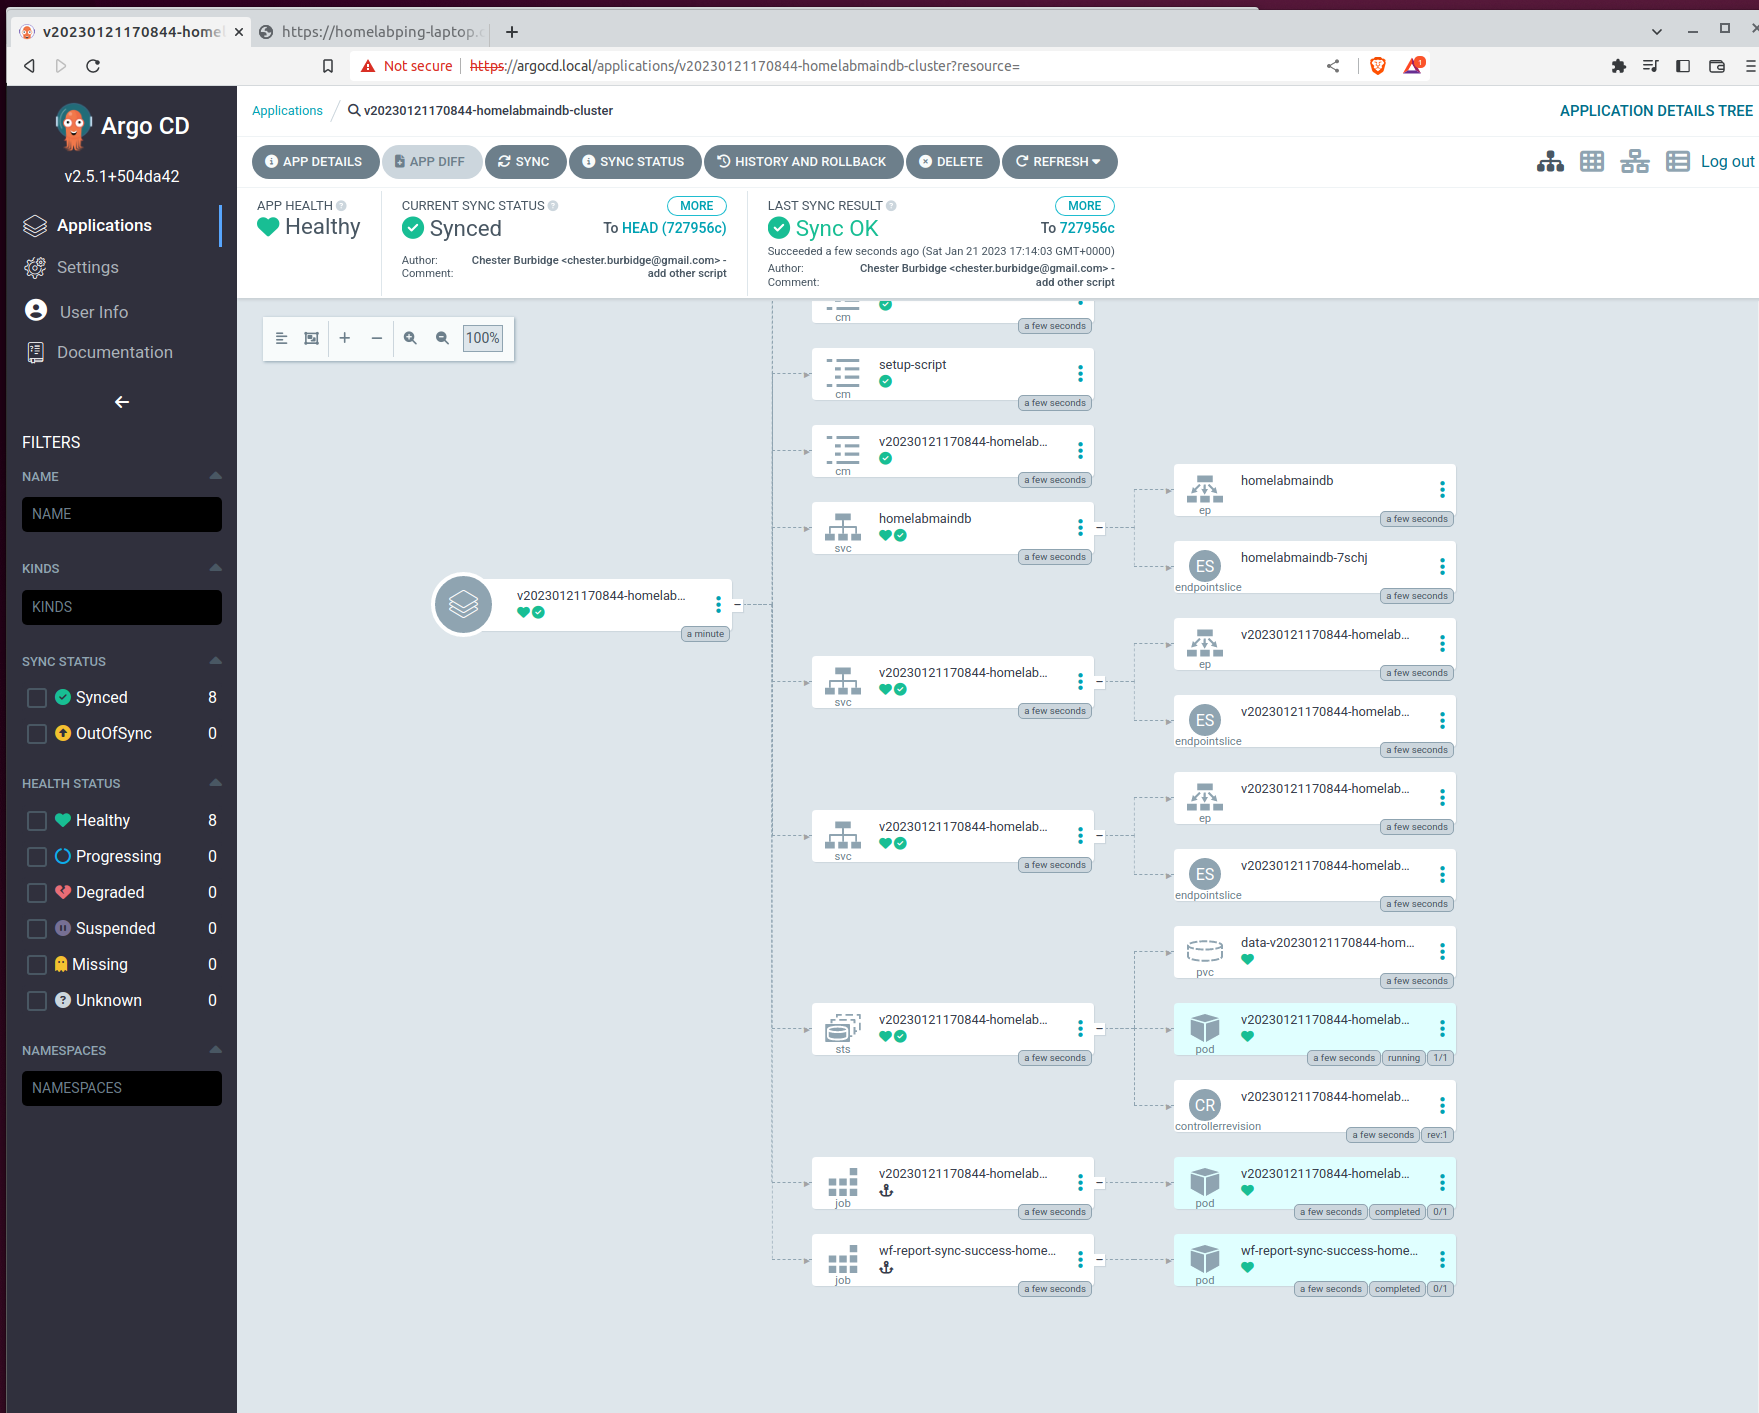 v20230121170844-home
https://homelabping-laptop.
Not secure
https://argocd.local/applications/v20230121170844-homelabmaindb-cluster?resource=
1
Argo CD
v2.5.1+504da42
Applications
Settings
User Info
Documentation
FILTERS
NAME
NAME
KINDS
KINDS
SYNC STATUS
Synced 8
OutOfSync 0
HEALTH STATUS
Healthy 8
Progressing 0
Degraded 0
Suspended 0
Missing 0
Unknown 0
NAMESPACES
NAMESPACES
Applications / v20230121170844-homelabmaindb-cluster
APPLICATION DETAILS TREE
APP DETAILS APP DIFF SYNC SYNC STATUS HISTORY AND ROLLBACK DELETE REFRESH
Log out
APP HEALTH
Healthy
CURRENT SYNC STATUS MORE
Synced To HEAD (727956c)
Author: Chester Burbidge <chester.burbidge@gmail.com> -
Comment: add other script
LAST SYNC RESULT MORE
Sync OK To 727956c
Succeeded a few seconds ago (Sat Jan 21 2023 17:14:03 GMT+0000)
Author: Chester Burbidge <chester.burbidge@gmail.com> -
Comment: add other script
100%
v20230121170844-homelab...
a minute
cm
a few seconds
setup-script
cm
a few seconds
v20230121170844-homelab...
cm
a few seconds
homelabmaindb
svc
a few seconds
homelabmaindb
ep
a few seconds
homelabmaindb-7schj
ES
endpointslice
a few seconds
v20230121170844-homelab...
svc
a few seconds
v20230121170844-homelab...
ep
a few seconds
v20230121170844-homelab...
ES
endpointslice
a few seconds
v20230121170844-homelab...
svc
a few seconds
v20230121170844-homelab...
ep
a few seconds
v20230121170844-homelab...
ES
endpointslice
a few seconds
v20230121170844-homelab...
sts
a few seconds
data-v20230121170844-hom...
pvc
a few seconds
v20230121170844-homelab...
pod
a few seconds running 1/1
v20230121170844-homelab...
CR
controllerrevision
a few seconds rev:1
v20230121170844-homelab...
job
a few seconds
v20230121170844-homelab...
pod
a few seconds completed 0/1
wf-report-sync-success-home...
job
a few seconds
wf-report-sync-success-home...
pod
a few seconds completed 0/1